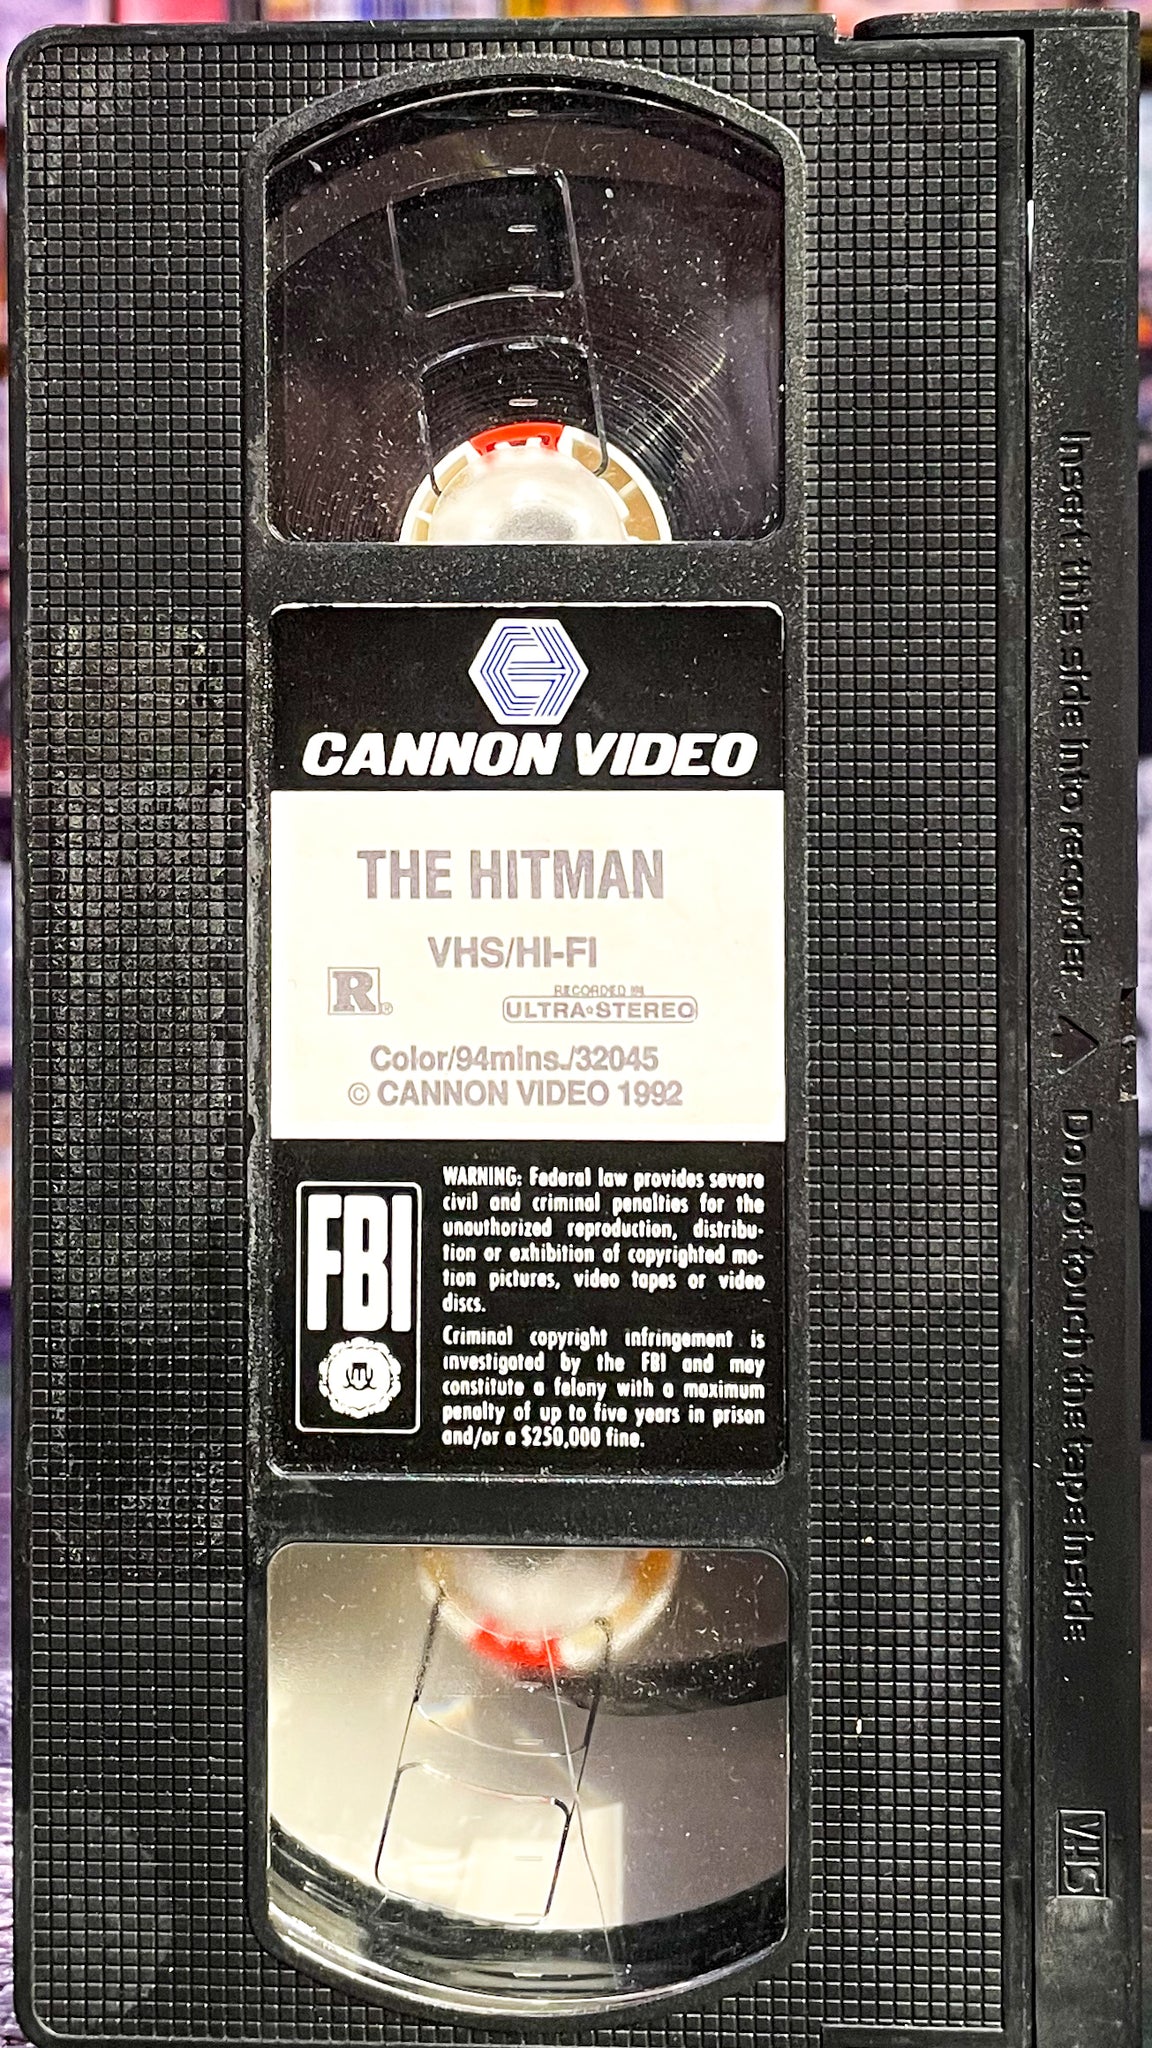 CANNON VIDEO
THE HITMAN
VHS/HI-FI
R ®
RECORDED IN
ULTRA•STEREO
Color/94mins./32045
© CANNON VIDEO 1992
FBI
WARNING: Federal law provides severe
civil and criminal penalties for the
unauthorized reproduction, distribu-
tion or exhibition of copyrighted mo-
tion pictures, video tapes or video
discs.
Criminal copyright infringement is
investigated by the FBI and may
constitute a felony with a maximum
penalty of up to five years in prison
and/or a $250,000 fine.
Insert this side into recorder △ Do not touch the tape inside
VHS